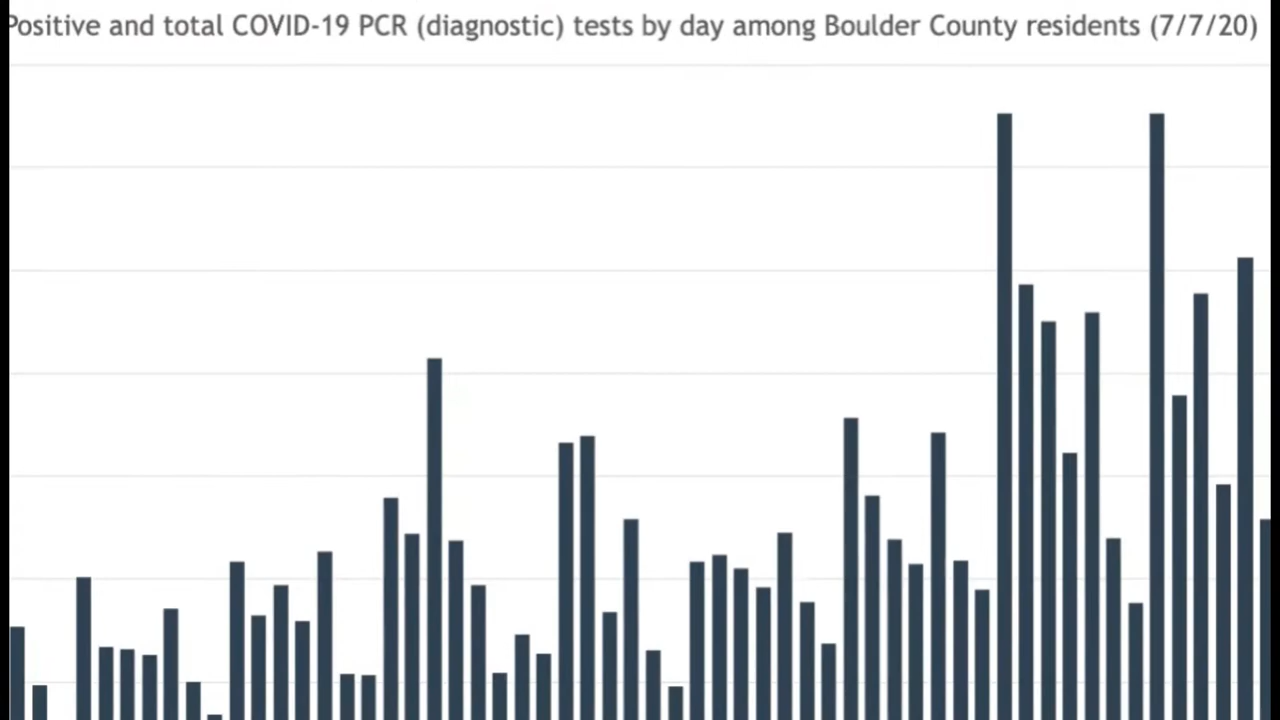 Positive and total COVID-19 PCR (diagnostic) tests by day among Boulder County residents (7/7/20)